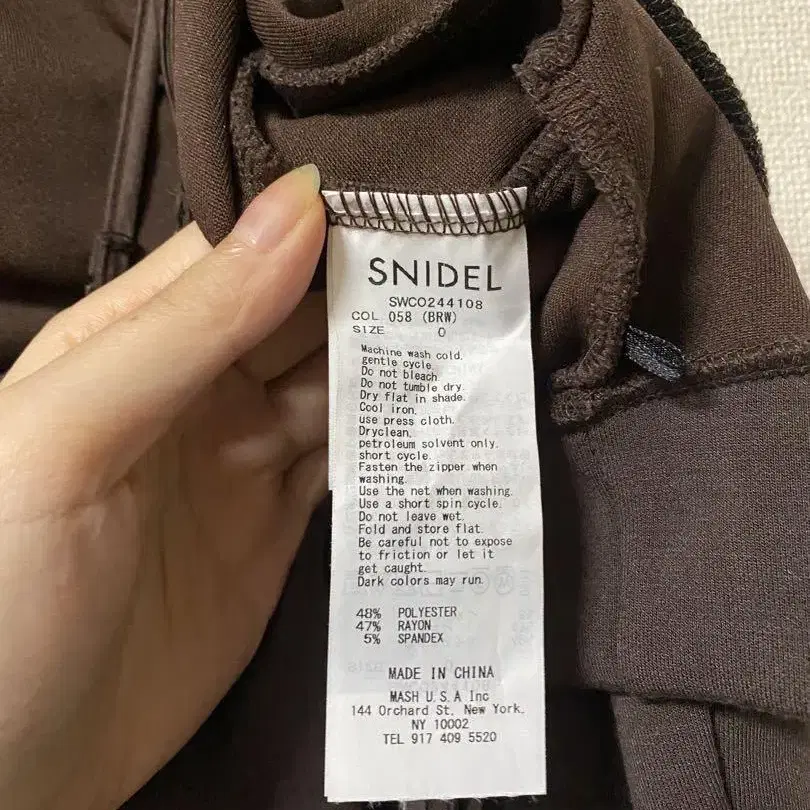 SNIDEL
SWCO244108
COL 058 (BRW)
SIZE 0
Machine wash cold.
gentle cycle.
Do not bleach.
Do not tumble dry.
Dry flat in shade.
Cool iron.
use press cloth.
Dryclean.
petroleum solvent only.
short cycle.
Fasten the zipper when
washing.
Use the net when washing.
Use a short spin cycle.
Do not leave wet.
Fold and store flat.
Be careful not to expose
to friction or let it
get caught.
Dark colors may run.
48% POLYESTER
47% RAYON
5% SPANDEX
MADE IN CHINA
MASH U.S.A Inc
144 Orchard St. New York.
NY 10002
TEL 917 409 5520